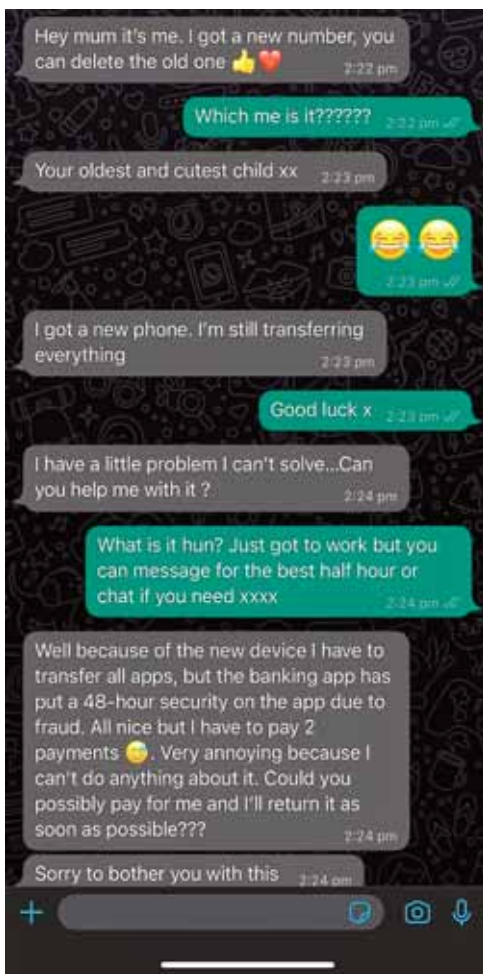 Hey mum it's me. I got a new number, you
can delete the old one 👍❤️
2:22 pm
Which me is it??????
2:22 pm
Your oldest and cutest child xx
2:23 pm
😂😂
2:23 pm
I got a new phone. I'm still transferring
everything
2:23 pm
Good luck x
2:23 pm
I have a little problem I can't solve...Can
you help me with it ?
2:24 pm
What is it hun? Just got to work but you
can message for the best half hour or
chat if you need xxxx
2:24 pm
Well because of the new device I have to
transfer all apps, but the banking app has
put a 48-hour security on the app due to
fraud. All nice but I have to pay 2
payments 😅. Very annoying because I
can't do anything about it. Could you
possibly pay for me and I'll return it as
soon as possible???
2:24 pm
Sorry to bother you with this
2:24 pm